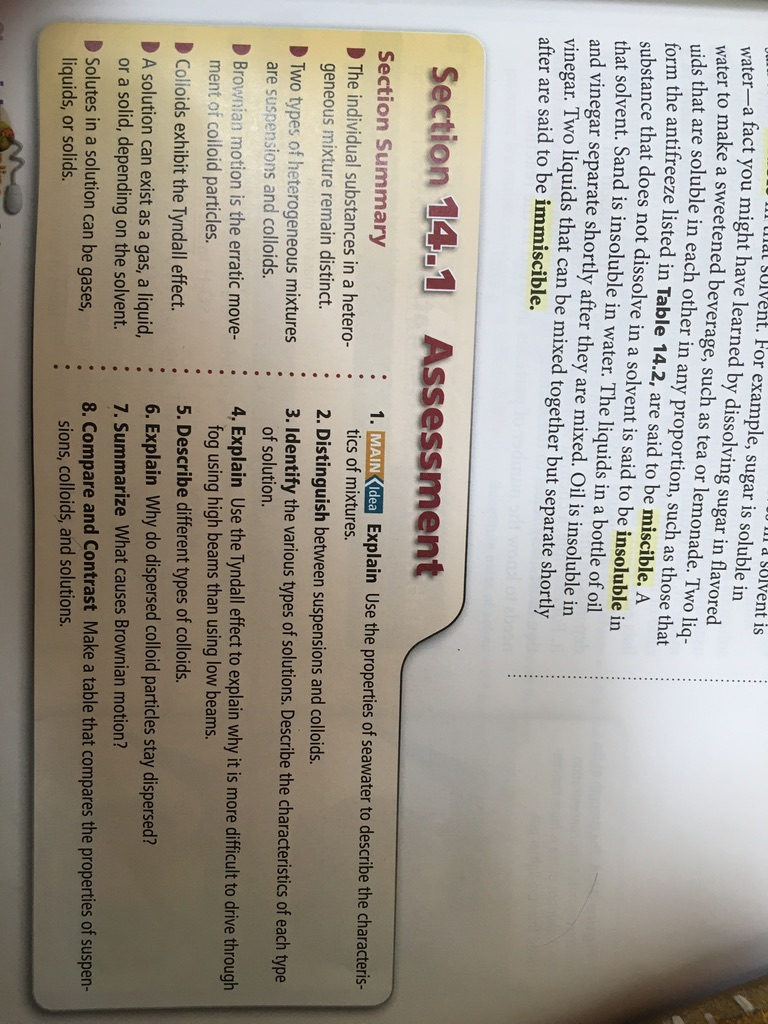 in that solvent. For example, sugar is soluble in
water—a fact you might have learned by dissolving sugar in flavored
water to make a sweetened beverage, such as tea or lemonade. Two liq-
uids that are soluble in each other in any proportion, such as those that
form the antifreeze listed in Table 14.2, are said to be miscible. A
substance that does not dissolve in a solvent is said to be insoluble in
that solvent. Sand is insoluble in water. The liquids in a bottle of oil
and vinegar separate shortly after they are mixed. Oil is insoluble in
vinegar. Two liquids that can be mixed together but separate shortly
after are said to be immiscible.
Section 14.1 Assessment
Section Summary
The individual substances in a hetero-
geneous mixture remain distinct.
Two types of heterogeneous mixtures
are suspensions and colloids.
Brownian motion is the erratic move-
ment of colloid particles.
Colloids exhibit the Tyndall effect.
A solution can exist as a gas, a liquid,
or a solid, depending on the solvent.
Solutes in a solution can be gases,
liquids, or solids.
1. MAIN Idea Explain Use the properties of seawater to describe the characteris-
tics of mixtures.
2. Distinguish between suspensions and colloids.
3. Identify the various types of solutions. Describe the characteristics of each type
of solution.
4. Explain Use the Tyndall effect to explain why it is more difficult to drive through
fog using high beams than using low beams.
5. Describe different types of colloids.
6. Explain Why do dispersed colloid particles stay dispersed?
7. Summarize What causes Brownian motion?
8. Compare and Contrast Make a table that compares the properties of suspen-
sions, colloids, and solutions.